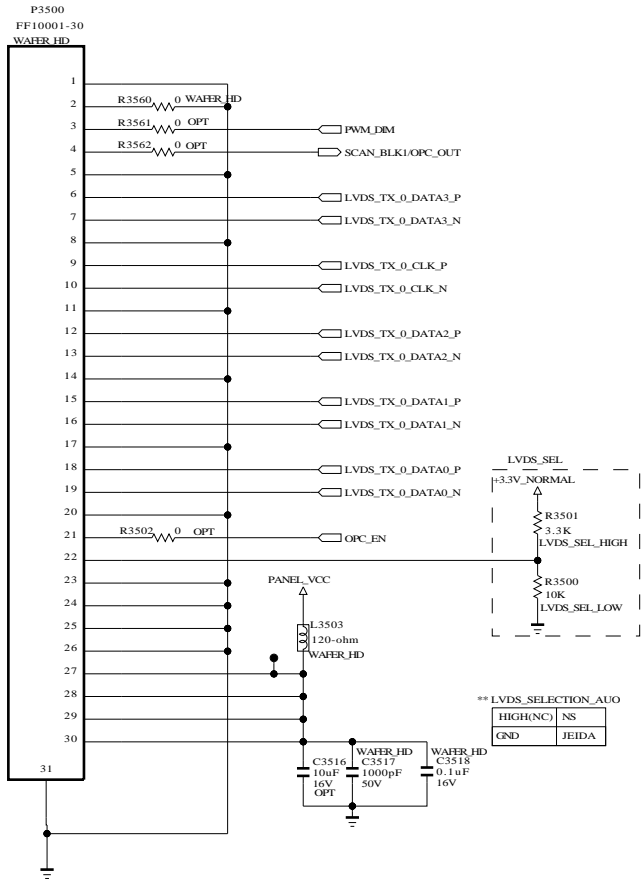 P3500
FF10001-30
WAFER_HD
1
2
R3560 0 WAFER_HD
3
R3561 0 OPT
PWM_DIM
4
R3562 0 OPT
SCAN_BLK1/OPC_OUT
5
6
LVDS_TX_0_DATA3_P
7
LVDS_TX_0_DATA3_N
8
9
LVDS_TX_0_CLK_P
10
LVDS_TX_0_CLK_N
11
12
LVDS_TX_0_DATA2_P
13
LVDS_TX_0_DATA2_N
14
15
LVDS_TX_0_DATA1_P
16
LVDS_TX_0_DATA1_N
17
18
LVDS_TX_0_DATA0_P
19
LVDS_TX_0_DATA0_N
20
21
R3502 0 OPT
OPC_EN
22
23
24
25
26
27
28
29
30
31
LVDS_SEL
+3.3V_NORMAL
R3501
3.3K
LVDS_SEL_HIGH
R3500
10K
LVDS_SEL_LOW
PANEL_VCC
L3503
120-ohm
WAFER_HD
C3516
10uF
16V
OPT
WAFER_HD
C3517
1000pF
50V
WAFER_HD
C3518
0.1uF
16V
** LVDS_SELECTION_AUO
HIGH(NC) NS
GND JEIDA